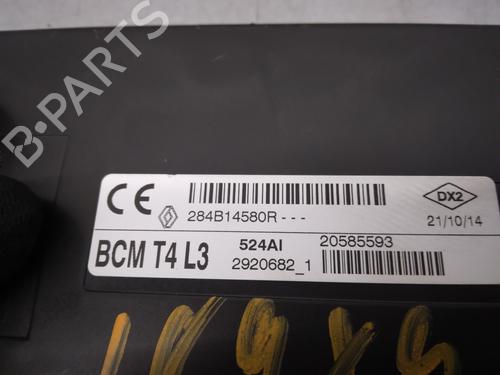 B-PARTS
CE
284B14580R---
DX2
21/10/14
BCM T4 L3
524AI
20585593
2920682_1